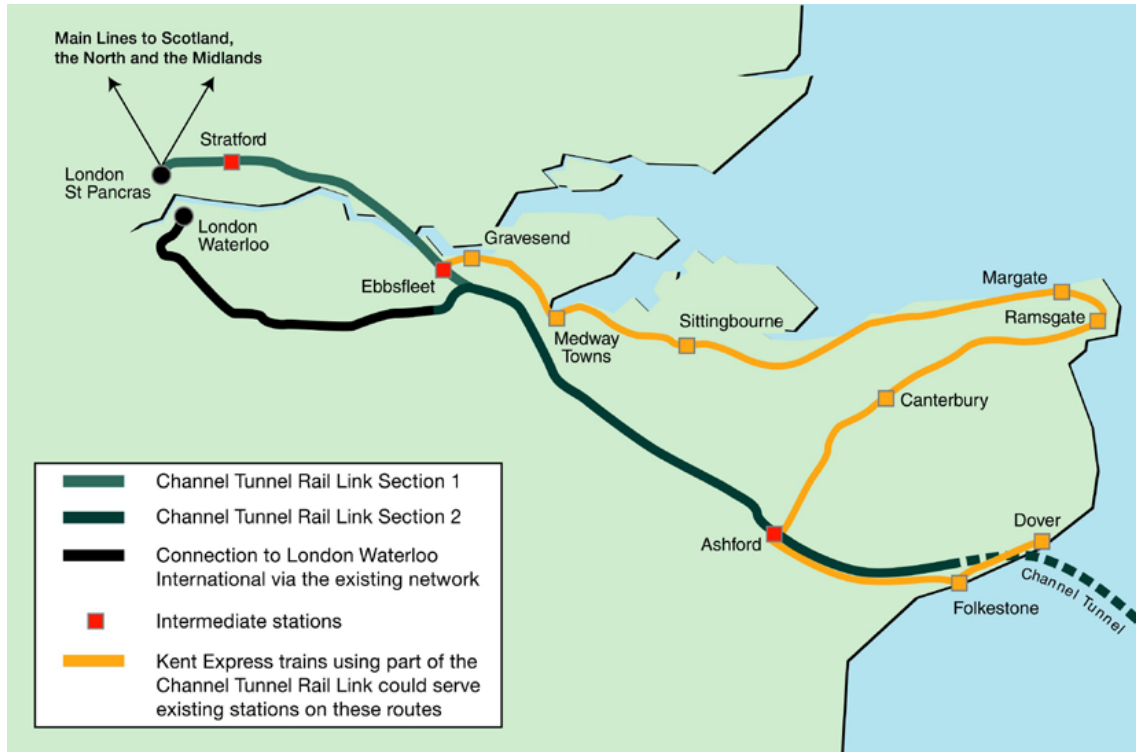 Main Lines to Scotland,
the North and the Midlands
Stratford
London
St Pancras
London
Waterloo
Gravesend
Ebbsfleet
Margate
Ramsgate
Sittingbourne
Medway
Towns
Canterbury
Dover
Ashford
Channel Tunnel
Folkestone
Channel Tunnel Rail Link Section 1
Channel Tunnel Rail Link Section 2
Connection to London Waterloo
International via the existing network
Intermediate stations
Kent Express trains using part of the
Channel Tunnel Rail Link could serve
existing stations on these routes